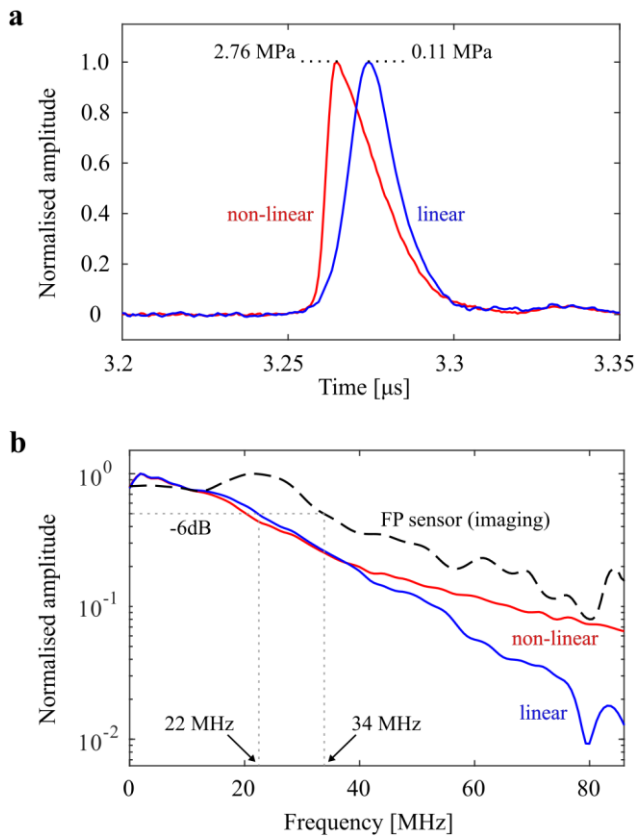 a
2.76 MPa
0.11 MPa
Normalised amplitude
1.0
0.8
0.6
0.4
0.2
0
non-linear
linear
3.2
3.25
3.3
3.35
Time [μs]
b
Normalised amplitude
10⁰
10⁻¹
10⁻²
-6dB
FP sensor (imaging)
non-linear
linear
22 MHz
34 MHz
0
20
40
60
80
Frequency [MHz]